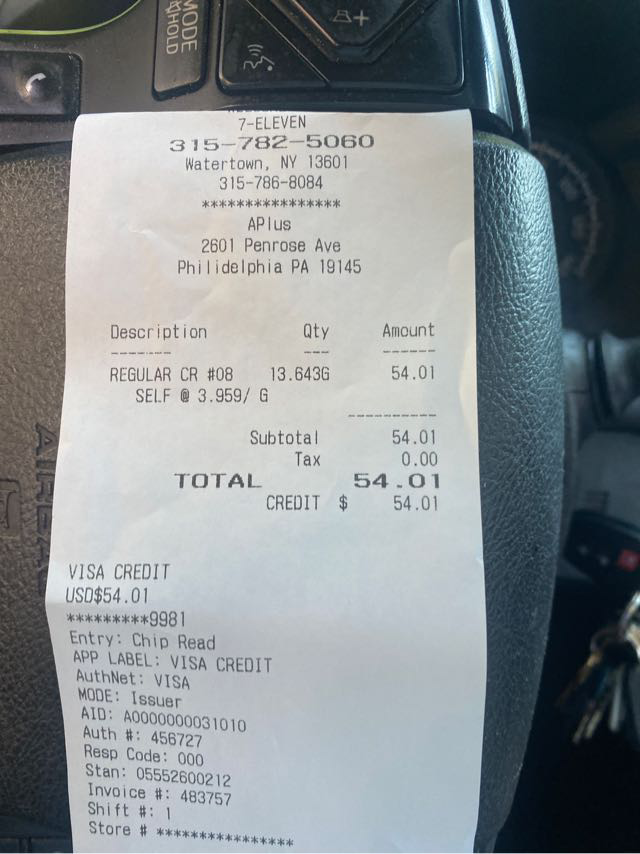 MODE
HOLD
7-ELEVEN
315-782-5060
Watertown, NY 13601
315-786-8084
****************
APlus
2601 Penrose Ave
Philidelphia PA 19145
Description Qty Amount
REGULAR CR #08 13.643G 54.01
SELF @ 3.959/ G
Subtotal 54.01
Tax 0.00
TOTAL 54.01
CREDIT $ 54.01
VISA CREDIT
USD$54.01
*********9981
Entry: Chip Read
APP LABEL: VISA CREDIT
AuthNet: VISA
MODE: Issuer
AID: A0000000031010
Auth #: 456727
Resp Code: 000
Stan: 05552600212
Invoice #: 483757
Shift #: 1
Store # ****************
AIRBAG